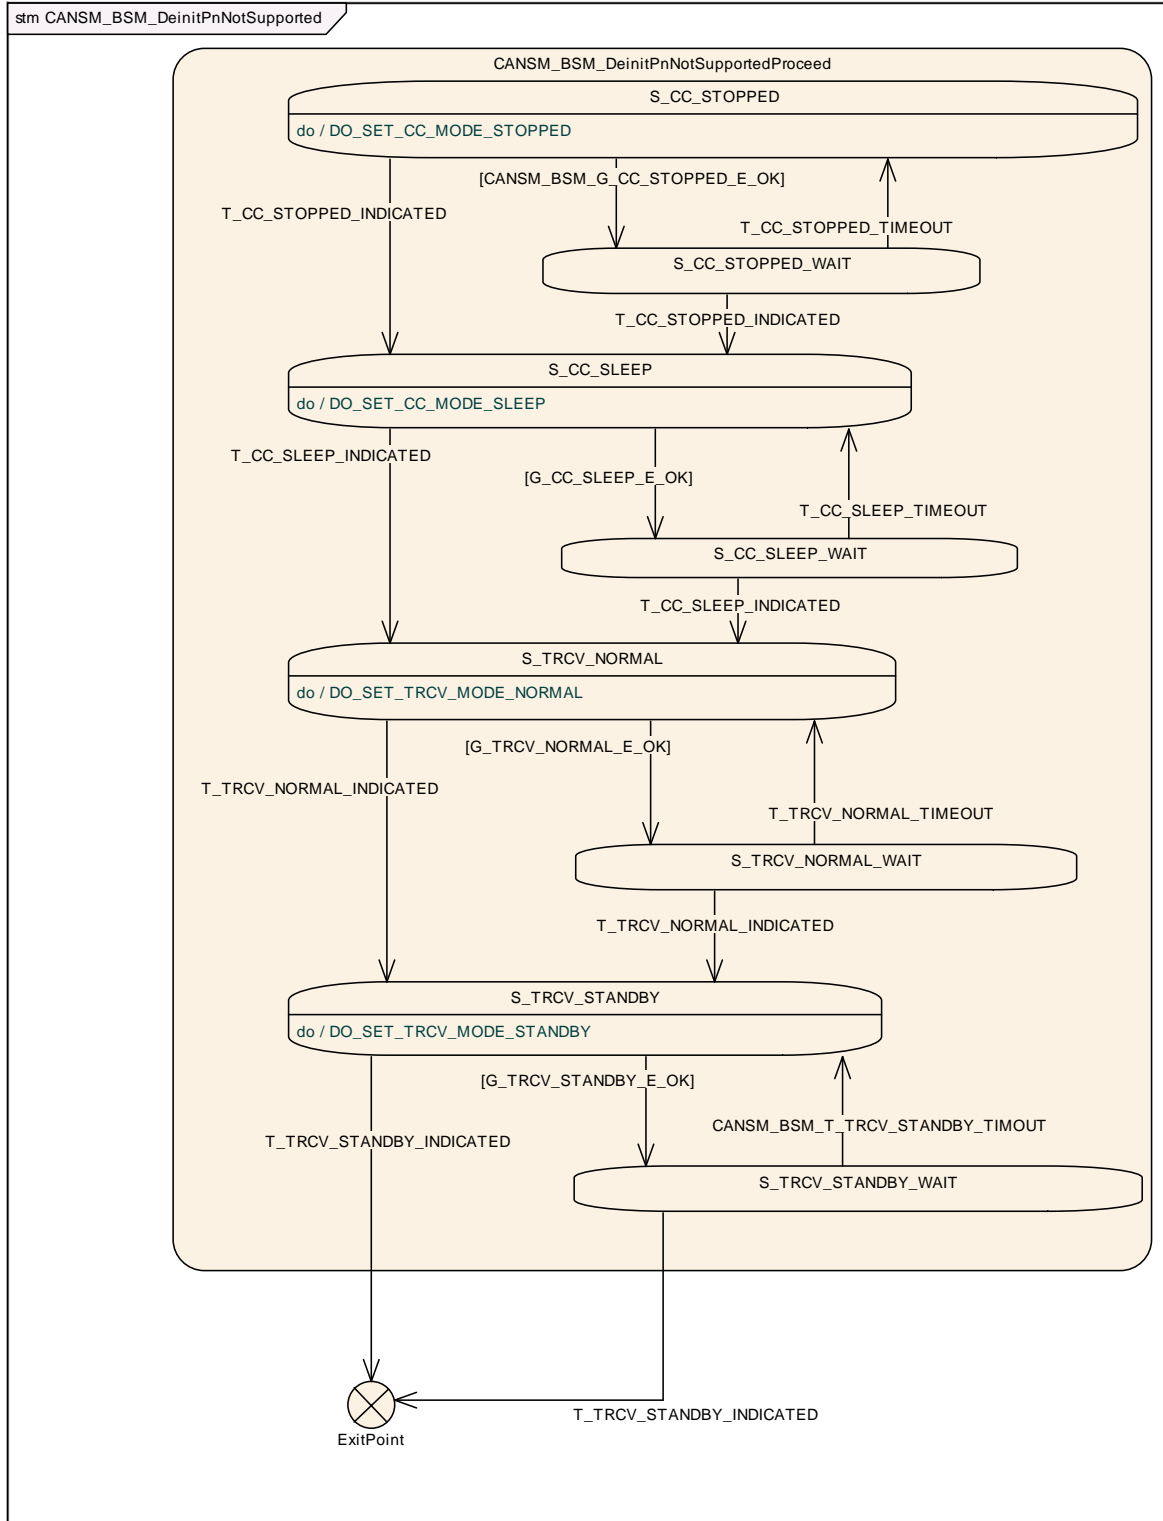 stm CANSM_BSM_DeinitPnNotSupported
CANSM_BSM_DeinitPnNotSupportedProceed
S_CC_STOPPED
do / DO_SET_CC_MODE_STOPPED
[CANSM_BSM_G_CC_STOPPED_E_OK]
T_CC_STOPPED_INDICATED
T_CC_STOPPED_TIMEOUT
S_CC_STOPPED_WAIT
T_CC_STOPPED_INDICATED
S_CC_SLEEP
do / DO_SET_CC_MODE_SLEEP
T_CC_SLEEP_INDICATED
[G_CC_SLEEP_E_OK]
T_CC_SLEEP_TIMEOUT
S_CC_SLEEP_WAIT
T_CC_SLEEP_INDICATED
S_TRCV_NORMAL
do / DO_SET_TRCV_MODE_NORMAL
[G_TRCV_NORMAL_E_OK]
T_TRCV_NORMAL_INDICATED
T_TRCV_NORMAL_TIMEOUT
S_TRCV_NORMAL_WAIT
T_TRCV_NORMAL_INDICATED
S_TRCV_STANDBY
do / DO_SET_TRCV_MODE_STANDBY
[G_TRCV_STANDBY_E_OK]
CANSM_BSM_T_TRCV_STANDBY_TIMOUT
T_TRCV_STANDBY_INDICATED
S_TRCV_STANDBY_WAIT
T_TRCV_STANDBY_INDICATED
ExitPoint